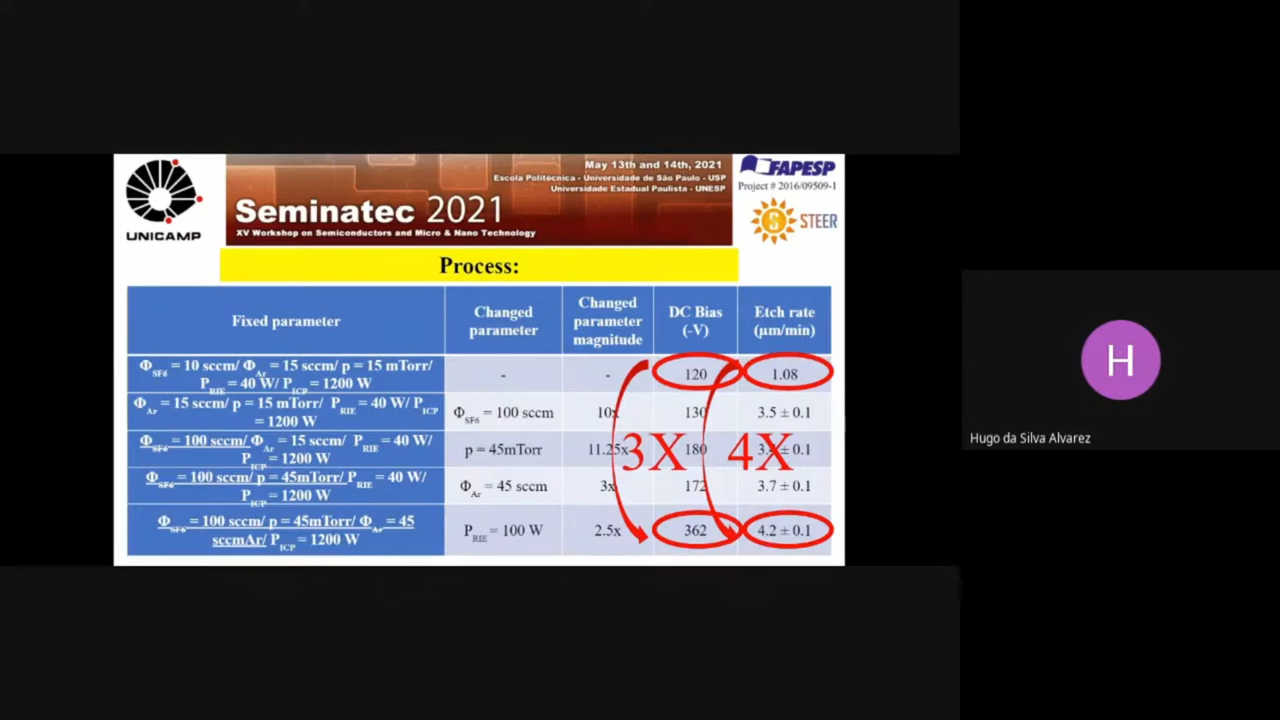 UNICAMP
May 13th and 14th, 2021
Escola Politécnica - Universidade de São Paulo - USP
Universidade Estadual Paulista - UNESP
Seminatec 2021
XV Workshop on Semiconductors and Micro & Nano Technology
FAPESP
Project # 2016/09509-1
S STEER
Process:
Fixed parameter
Changed parameter
Changed parameter magnitude
DC Bias (-V)
Etch rate (μm/min)
Φ_SF6 = 10 sccm/ Φ_Ar = 15 sccm/ p = 15 mTorr/
P_RIE = 40 W/ P_ICP = 1200 W
-
-
120
1.08
Φ_Ar = 15 sccm/ p = 15 mTorr/ P_RIE = 40 W/ P_ICP
= 1200 W
Φ_SF6 = 100 sccm
10x
130
3.5 ± 0.1
Φ_SF6 = 100 sccm/ Φ_Ar = 15 sccm/ P_RIE = 40 W/
P_ICP = 1200 W
p = 45mTorr
11.25x
180
± 0.1
Φ_SF6 = 100 sccm/ p = 45mTorr/ P_RIE = 40 W/
P_ICP = 1200 W
Φ_Ar = 45 sccm
3x
172
3.7 ± 0.1
Φ_SF6 = 100 sccm/ p = 45mTorr/ Φ_Ar = 45
sccmAr/ P_ICP = 1200 W
P_RIE = 100 W
2.5x
362
4.2 ± 0.1
3X
4X
H
Hugo da Silva Alvarez